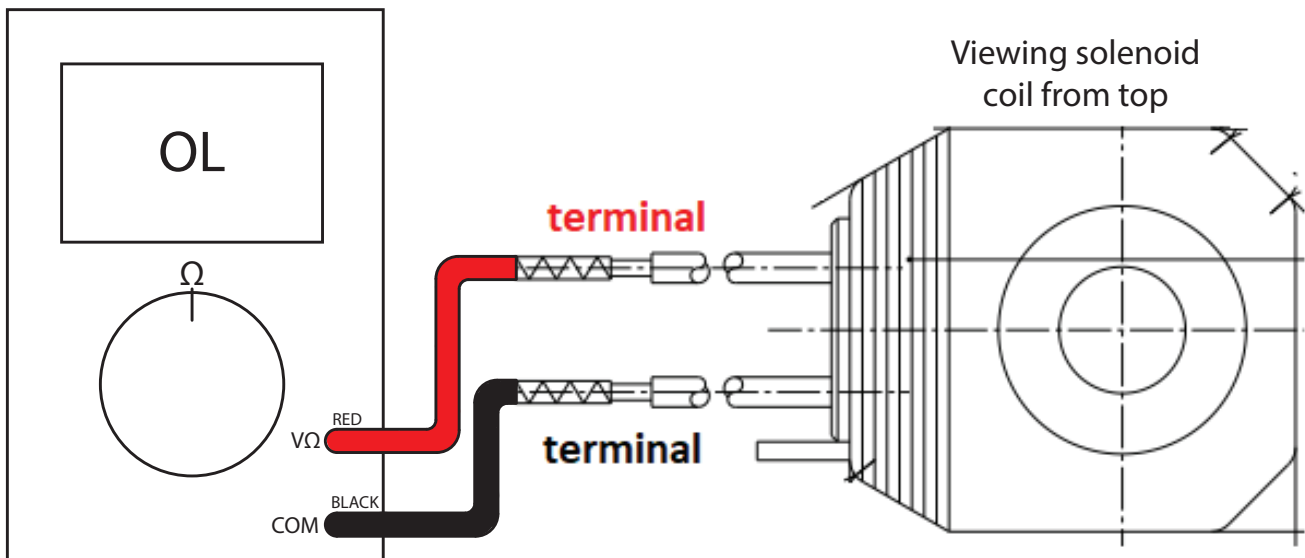 Viewing solenoid
coil from top
OL
terminal
Ω
RED
VΩ
terminal
BLACK
COM